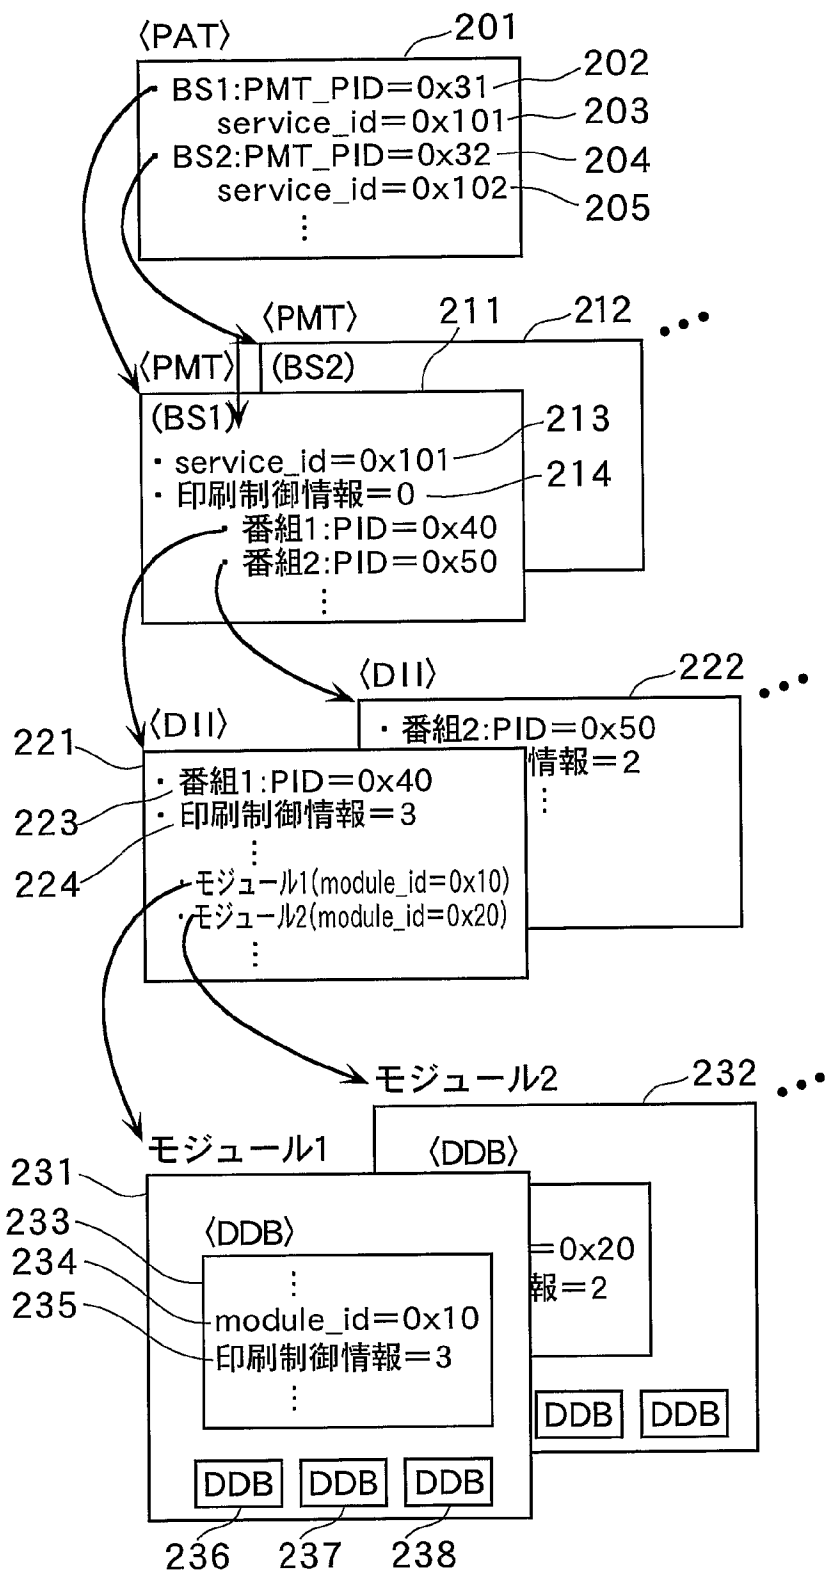 〈PAT〉
201
・BS1:PMT_PID=0x31
202
service_id=0x101
203
・BS2:PMT_PID=0x32
204
service_id=0x102
205
⋮
〈PMT〉
211
212
•••
〈PMT〉
(BS2)
(BS1)
213
・service_id=0x101
214
・印刷制御情報=0
・番組1:PID=0x40
・番組2:PID=0x50
⋮
〈DII〉
222
•••
〈DII〉
・番組2:PID=0x50
221
情報=2
⋮
・番組1:PID=0x40
223
・印刷制御情報=3
224
⋮
・モジュール1(module_id=0x10)
・モジュール2(module_id=0x20)
⋮
モジュール2
232
•••
モジュール1
〈DDB〉
231
233
〈DDB〉
=0x20
234
⋮
235
報=2
module_id=0x10
印刷制御情報=3
⋮
DDB
DDB
DDB
DDB
DDB
236
237
238